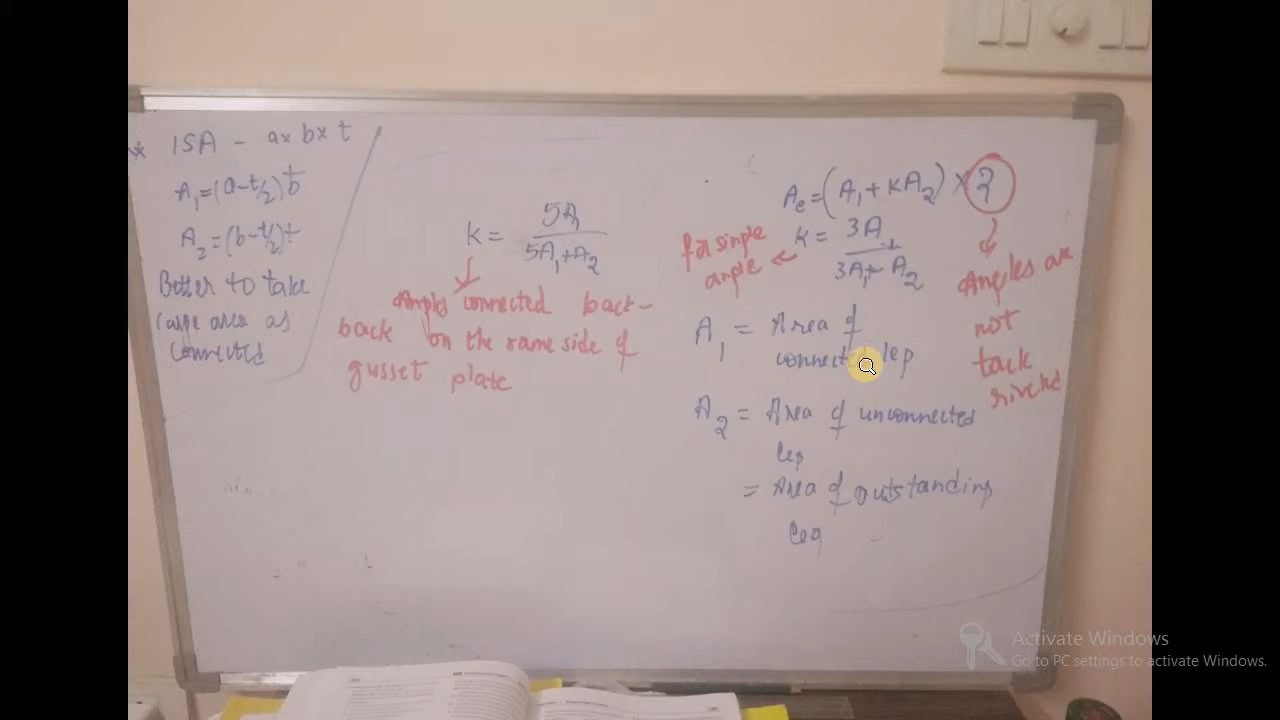 * ISA - a×b×t
A₁=(a-t/2)t
A₂=(b-t/2)t
Better to take
large area as
connected
K = 5A₁
5A₁+A₂
Angles connected back-
back on the same side of
gusset plate
Ae=(A₁+KA₂)×2
for single
angle ←
K = 3A₁
3A₁+A₂
Angles are
not
tack
riveted
A₁ = Area of
connected leg
A₂ = Area of unconnected
leg
= Area of outstanding
leg
Activate Windows
Go to PC settings to activate Windows.